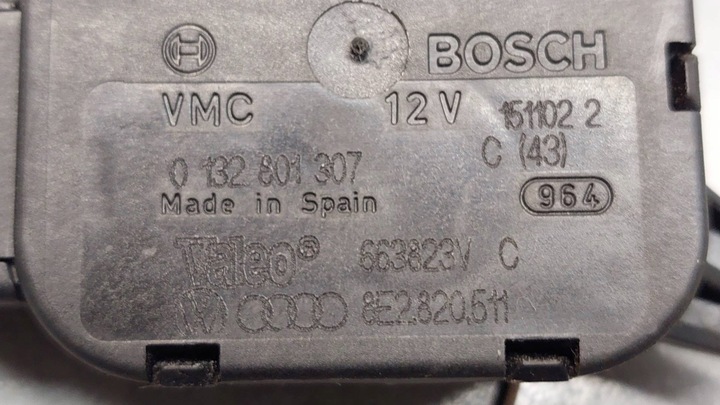 BOSCH
VMC 12 V 151102 2
0 132 801 307 C (43)
Made in Spain 964
Valeo® 663823V C
8E2.820.511